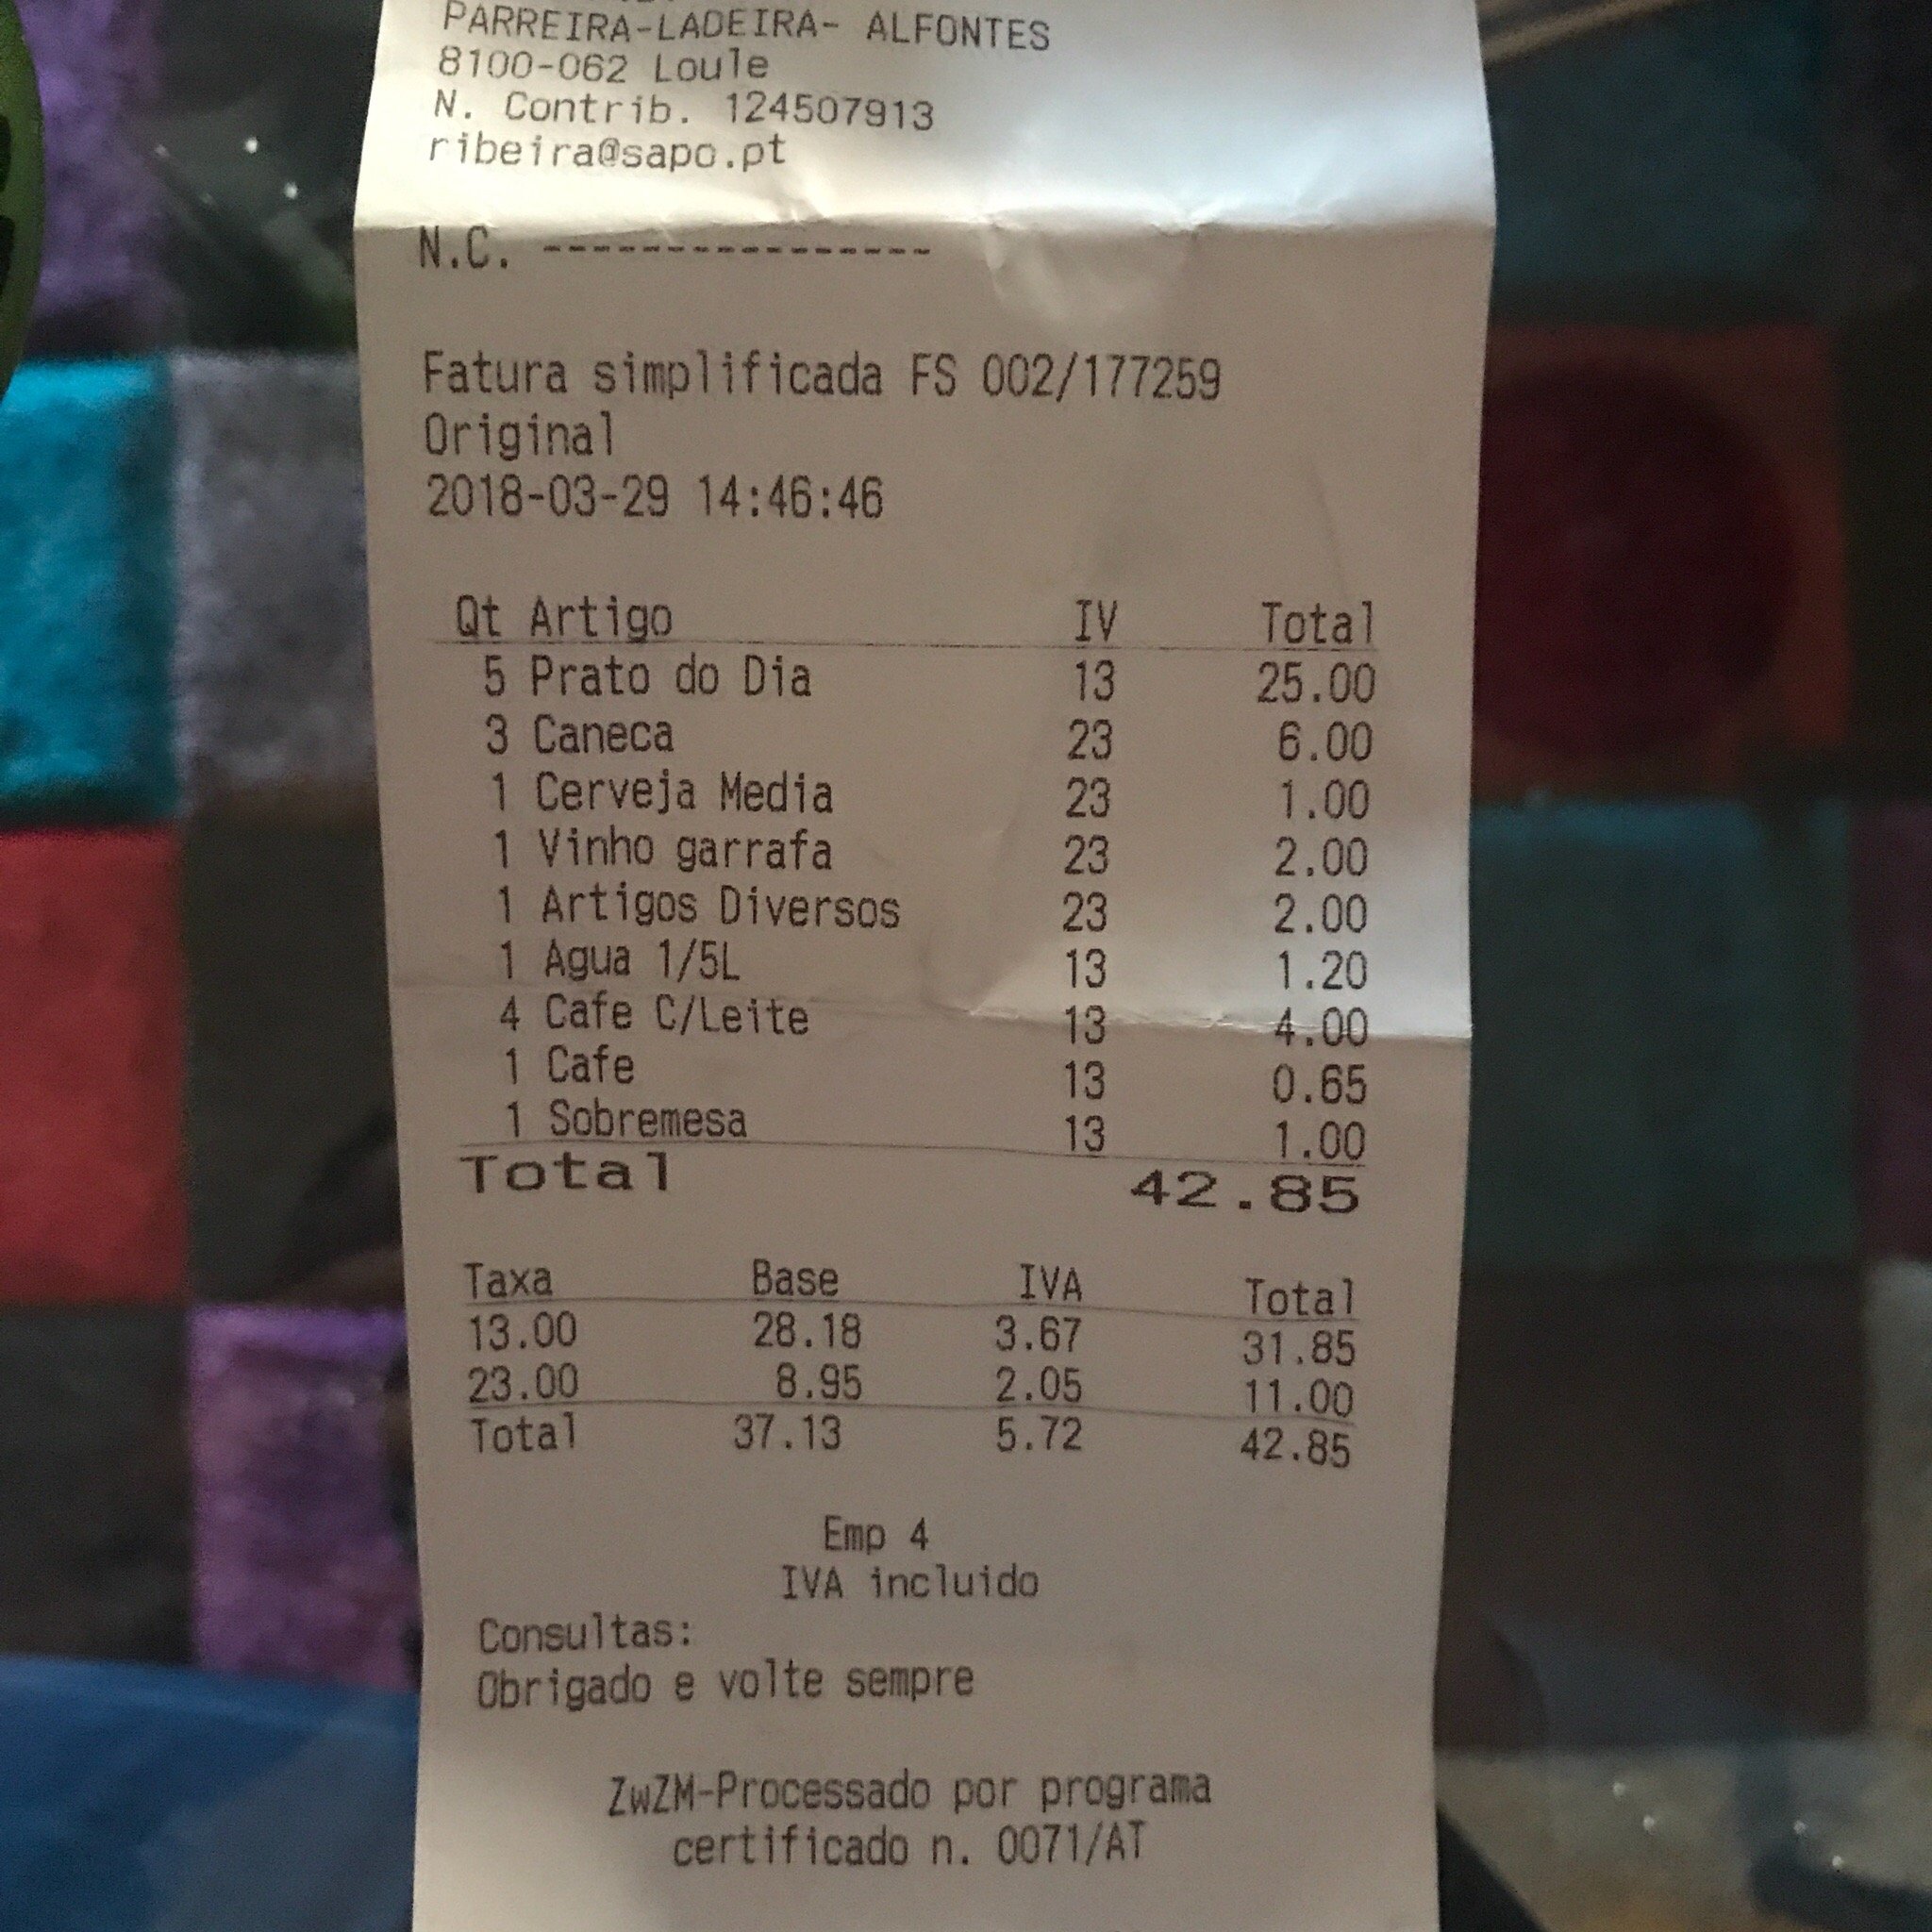 PARREIRA-LADEIRA- ALFONTES
8100-062 Loule
N. Contrib. 124507913
ribeira@sapo.pt
N.C. ----------------
Fatura simplificada FS 002/177259
Original
2018-03-29 14:46:46
Qt Artigo IV Total
5 Prato do Dia 13 25.00
3 Caneca 23 6.00
1 Cerveja Media 23 1.00
1 Vinho garrafa 23 2.00
1 Artigos Diversos 23 2.00
1 Agua 1/5L 13 1.20
4 Cafe C/Leite 13 4.00
1 Cafe 13 0.65
1 Sobremesa 13 1.00
Total 42.85
Taxa Base IVA Total
13.00 28.18 3.67 31.85
23.00 8.95 2.05 11.00
Total 37.13 5.72 42.85
Emp 4
IVA incluido
Consultas:
Obrigado e volte sempre
ZwZM-Processado por programa
certificado n. 0071/AT